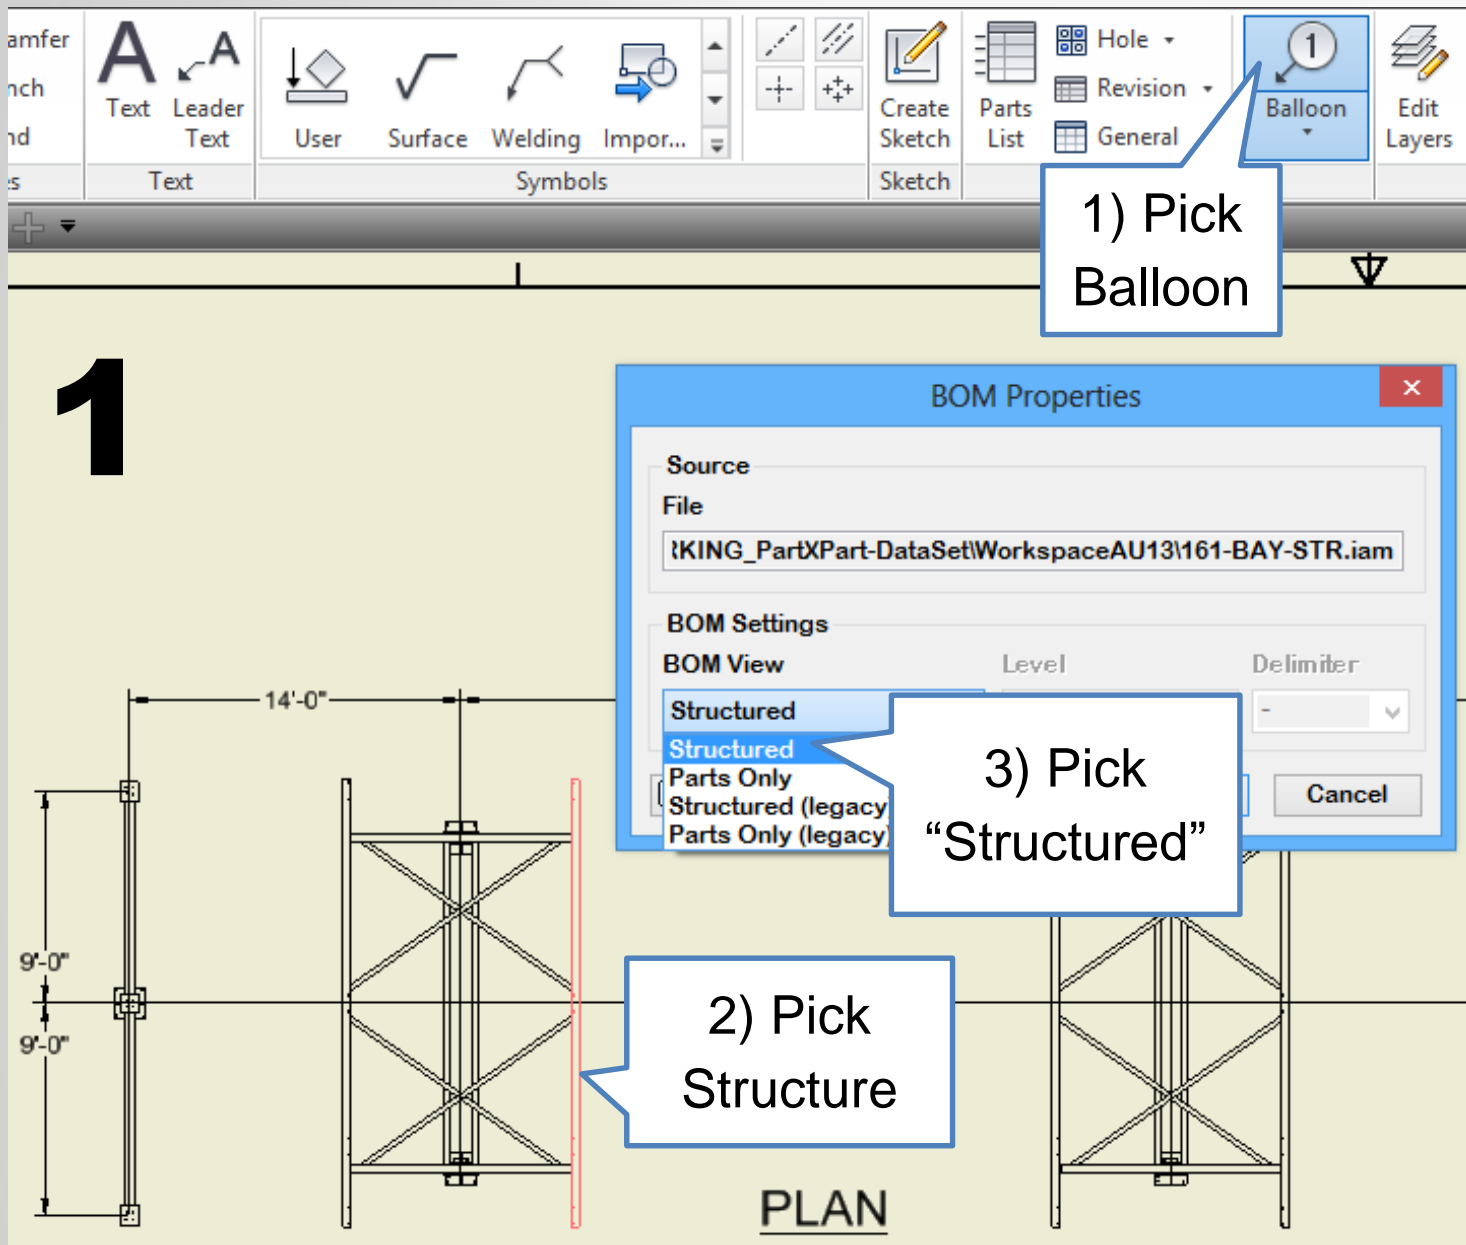 amfer
nch
nd
es
Text
Leader
Text
Text
User
Surface
Welding
Impor...
Symbols
Create
Sketch
Sketch
Parts
List
Hole
Revision
General
1
Balloon
Edit
Layers
1) Pick
Balloon
1
BOM Properties
Source
File
RKING_PartXPart-DataSet\WorkspaceAU13\161-BAY-STR.iam
BOM Settings
BOM View
Level
Delimiter
Structured
-
Structured
Parts Only
Structured (legacy)
Parts Only (legacy)
Cancel
3) Pick
“Structured”
14'-0"
9'-0"
9'-0"
2) Pick
Structure
PLAN